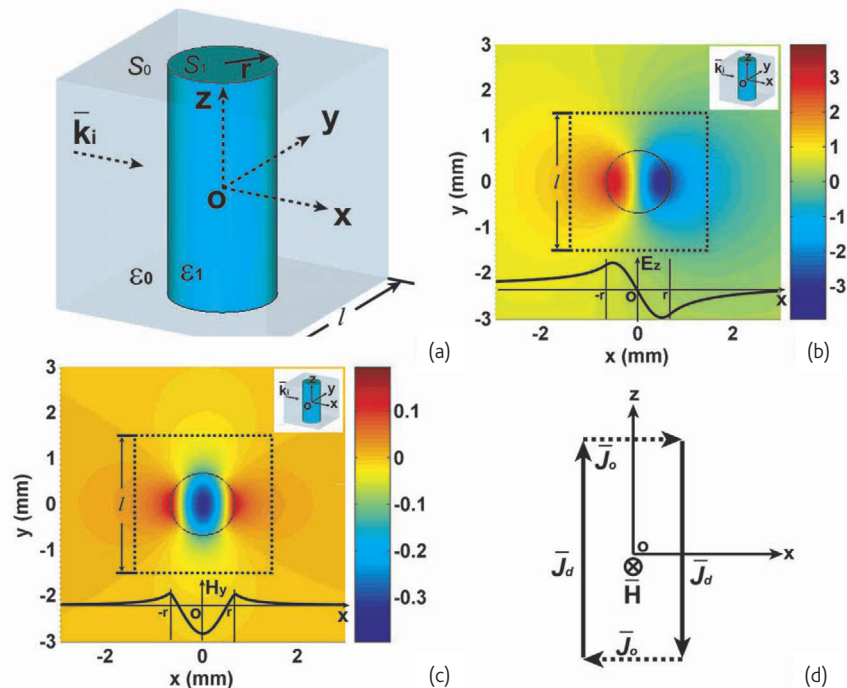 S₀
S₁
r
z
k̄ᵢ
y
o
x
ε₀
ε₁
l
(a)
3
2
1
0
-1
-2
-3
y (mm)
l
k̄ᵢ
z
y
o
x
Ez
-r
O
r
x
-2
0
2
x (mm)
3
2
1
0
-1
-2
-3
(b)
3
2
1
0
-1
-2
-3
y (mm)
l
k̄ᵢ
z
y
o
x
Hy
-r
O
r
x
-2
0
2
x (mm)
0.1
0
-0.1
-0.2
-0.3
(c)
z
J̄o
o
x
J̄d
H̄
J̄d
J̄o
(d)